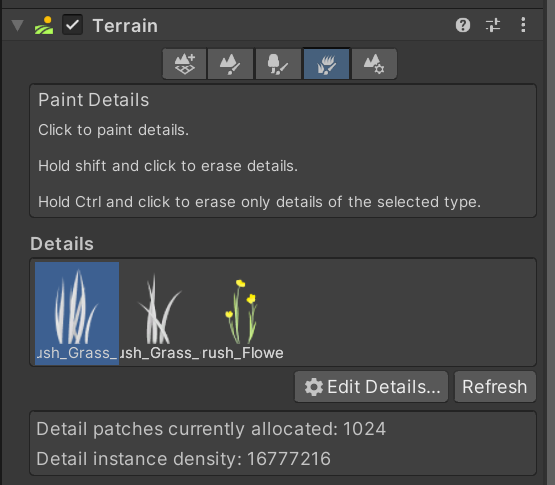 Terrain
Paint Details
Click to paint details.
Hold shift and click to erase details.
Hold Ctrl and click to erase only details of the selected type.
Details
ush_Grass_ ush_Grass_ rush_Flowe
Edit Details... Refresh
Detail patches currently allocated: 1024
Detail instance density: 16777216